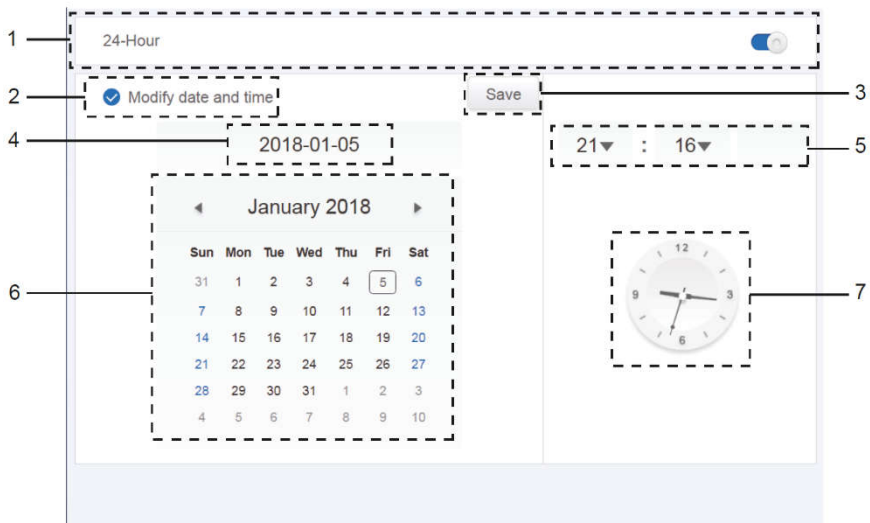 1 24-Hour
2 Modify date and time Save 3
4 2018-01-05 21 : 16 5
January 2018
Sun Mon Tue Wed Thu Fri Sat
31 1 2 3 4 5 6
7 8 9 10 11 12 13
14 15 16 17 18 19 20
21 22 23 24 25 26 27
28 29 30 31 1 2 3
4 5 6 7 8 9 10
6
12
9 3
6
7